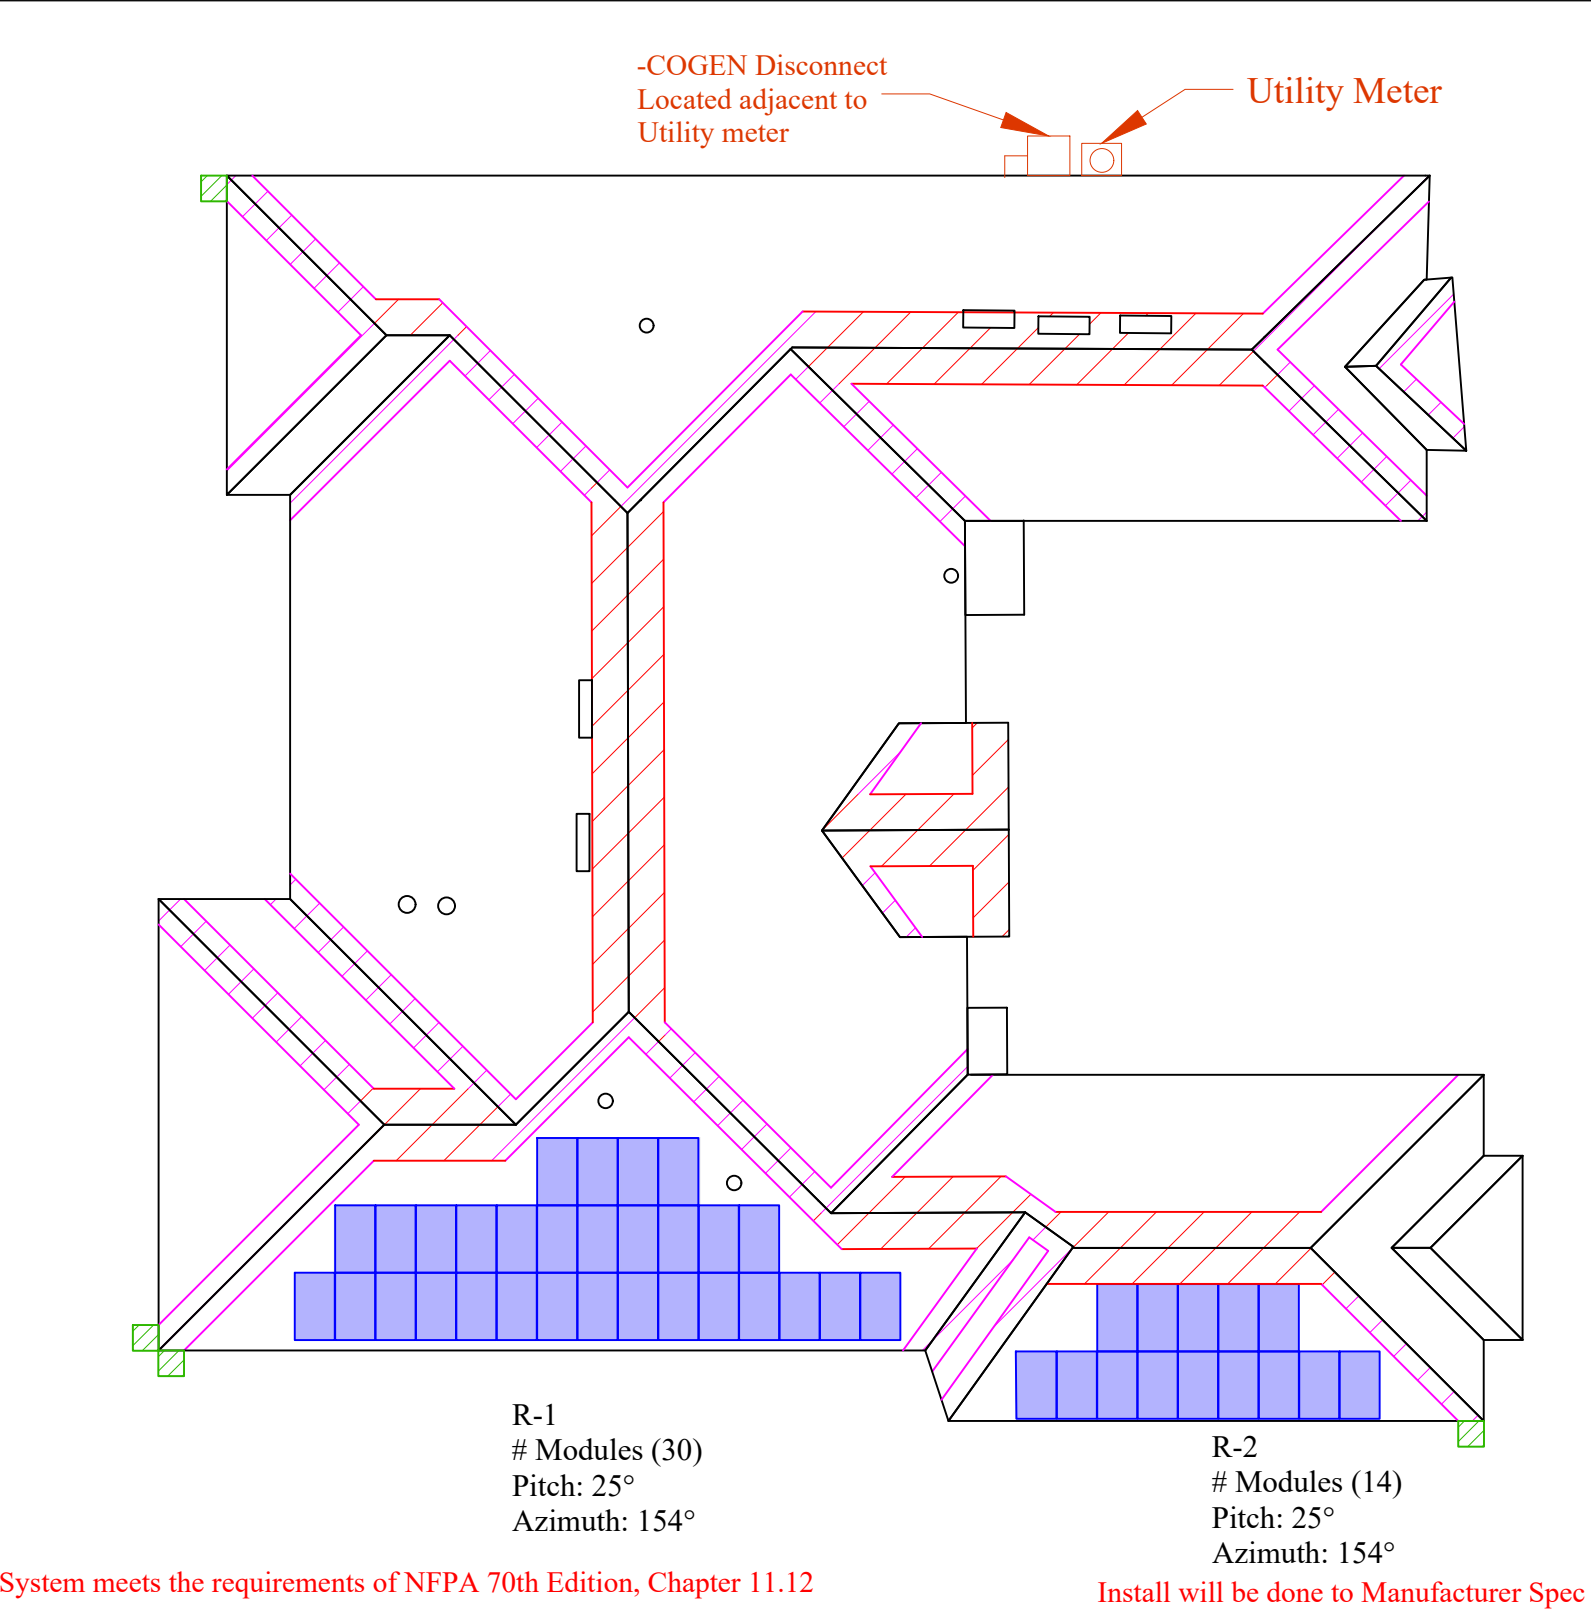 -COGEN Disconnect
Located adjacent to
Utility meter
Utility Meter
R-1
# Modules (30)
Pitch: 25°
Azimuth: 154°
R-2
# Modules (14)
Pitch: 25°
Azimuth: 154°
System meets the requirements of NFPA 70th Edition, Chapter 11.12
Install will be done to Manufacturer Spec